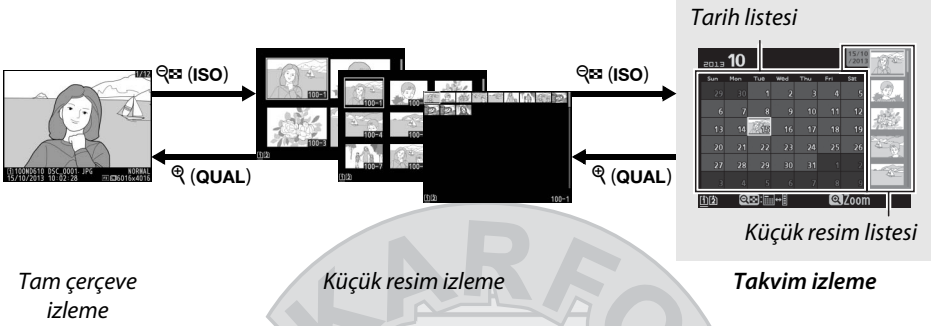 Tarih listesi
1/12
(ISO)
(QUAL)
100ND610 DSC_0001. JPG NORMAL
15/10/2013 10:02:28 6016x4016
100-1
100-3
100-1
100-4
100-7
100-1
(ISO)
(QUAL)
2013 10
15/10
/2013
Sun Mon Tue Wed Thu Fri Sat
29 30 1 2 3 4 5
6 7 8 9 10 11 12
13 14 15 16 17 18 19
20 21 22 23 24 25 26
27 28 29 30 31 1 2
3 4 5 6 7 8 9
Zoom
Küçük resim listesi
Tam çerçeve
izleme
Küçük resim izleme
Takvim izleme
KARFO